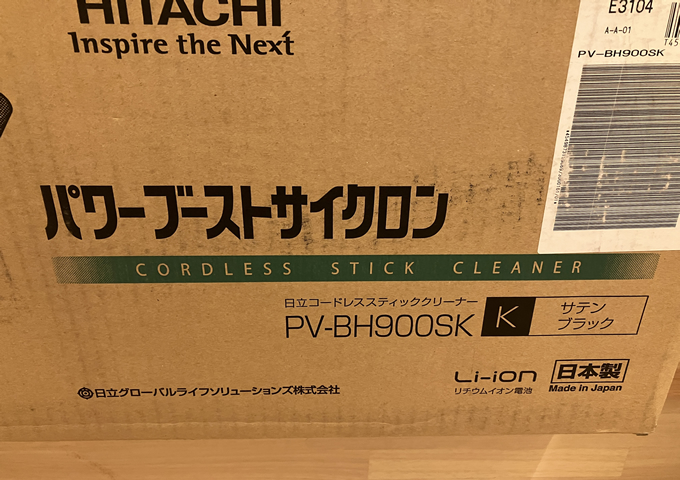 HITACHI
Inspire the Next
E3104
A-A-01
T45
PV-BH900SK
パワーブーストサイクロン
CORDLESS STICK CLEANER
日立コードレススティッククリーナー
PV-BH900SK
K
サテン
ブラック
日立グローバルライフソリューションズ株式会社
Li-ion
リチウムイオン電池
日本製
Made in Japan